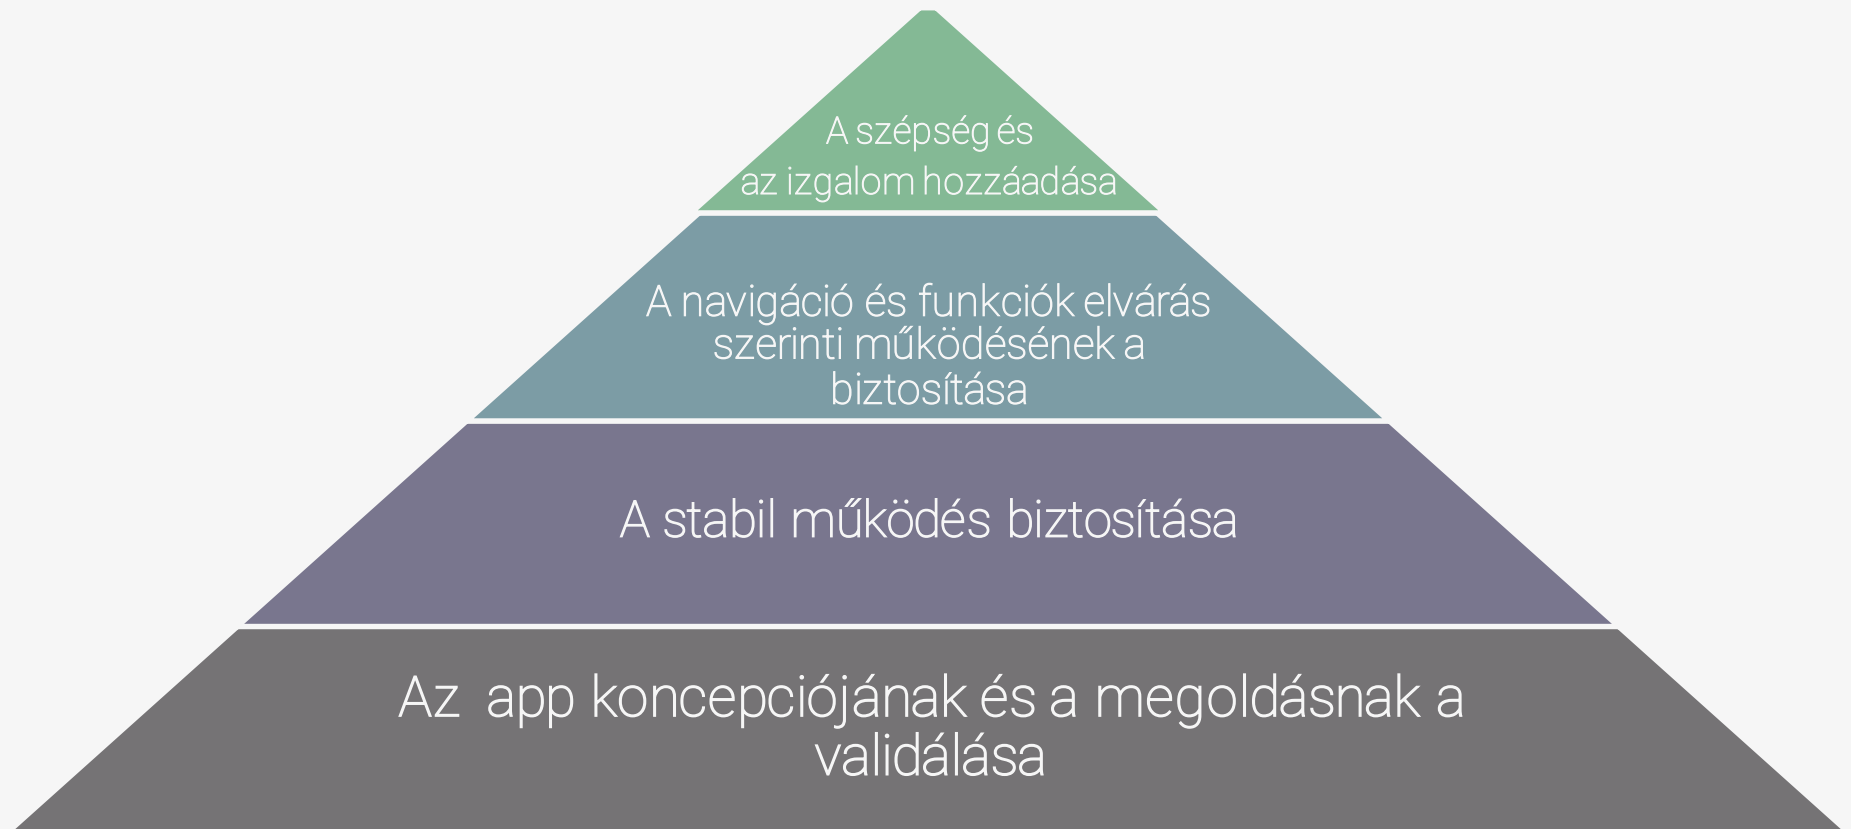 A szépség és
az izgalom hozzáadása
A navigáció és funkciók elvárás
szerinti működésének a
biztosítása
A stabil működés biztosítása
Az app koncepciójának és a megoldásnak a
validálása